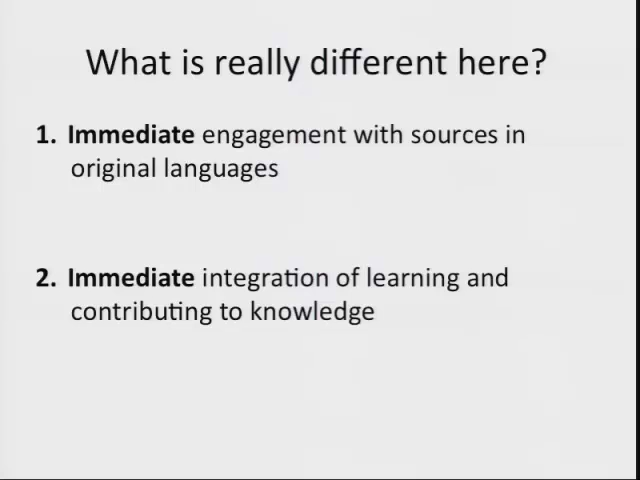 What is really different here?
1. Immediate engagement with sources in
original languages
2. Immediate integration of learning and
contributing to knowledge